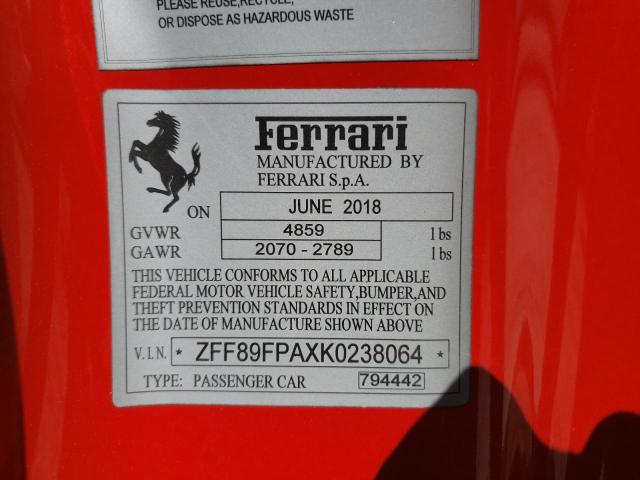 PLEASE REUSE,RECYCLE,
OR DISPOSE AS HAZARDOUS WASTE
Ferrari
MANUFACTURED BY
FERRARI S.p.A.
ON JUNE 2018
GVWR 4859 lbs
GAWR 2070 - 2789 lbs
THIS VEHICLE CONFORMS TO ALL APPLICABLE
FEDERAL MOTOR VEHICLE SAFETY,BUMPER,AND
THEFT PREVENTION STANDARDS IN EFFECT ON
THE DATE OF MANUFACTURE SHOWN ABOVE
V.I.N. * ZFF89FPAXK0238064 *
TYPE: PASSENGER CAR 794442